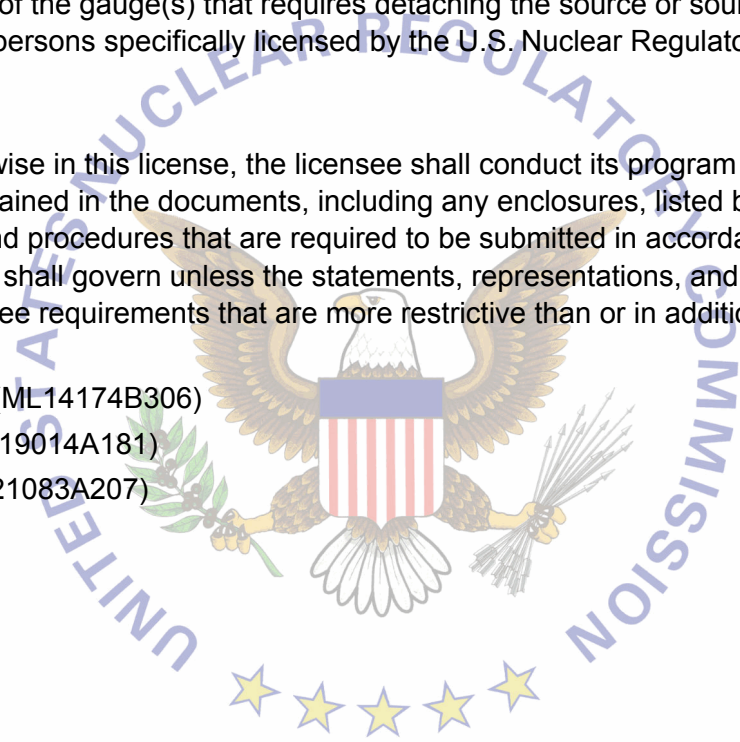 of the gauge(s) that requires detaching the source or sour
persons specifically licensed by the U.S. Nuclear Regulato
wise in this license, the licensee shall conduct its program
ained in the documents, including any enclosures, listed b
nd procedures that are required to be submitted in accorda
shall govern unless the statements, representations, and
ee requirements that are more restrictive than or in additio
(ML14174B306)
19014A181)
21083A207)
UNITED STATES NUCLEAR REGULATORY COMMISSION